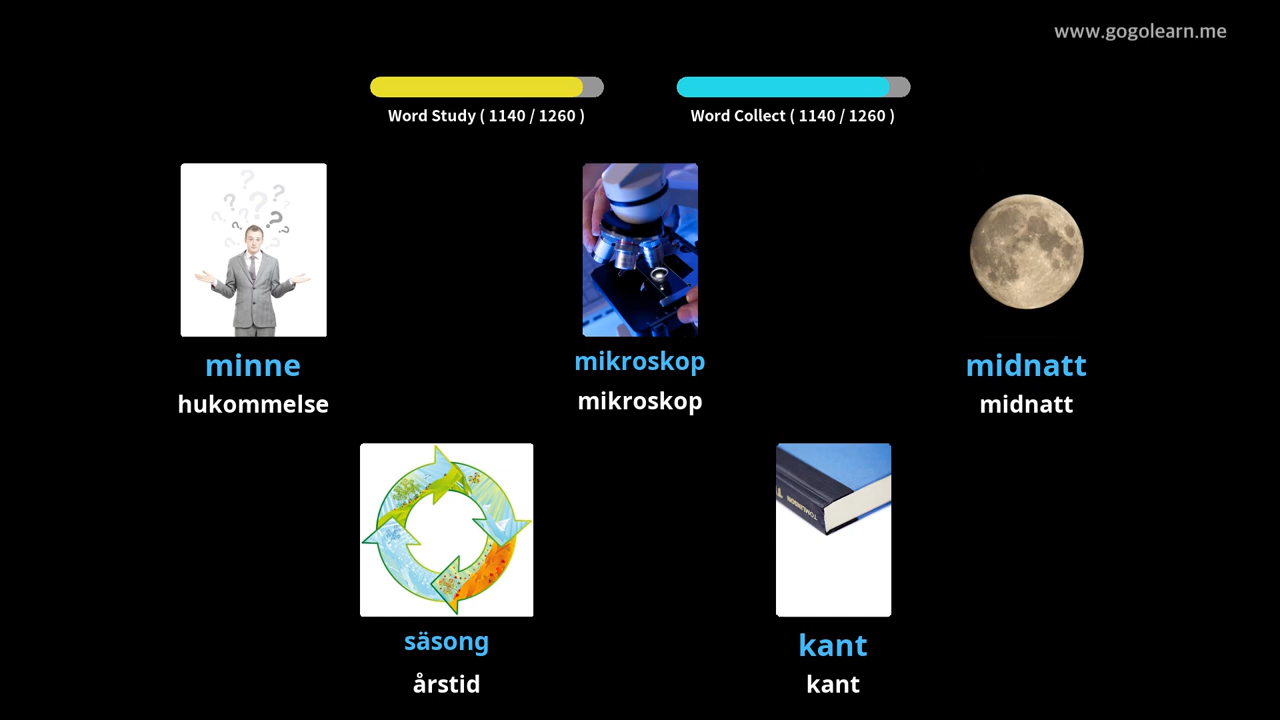 www.gogolearn.me
Word Study ( 1140 / 1260 )
Word Collect ( 1140 / 1260 )
minne
hukommelse
mikroskop
mikroskop
midnatt
midnatt
TOMLINSON
säsong
årstid
kant
kant